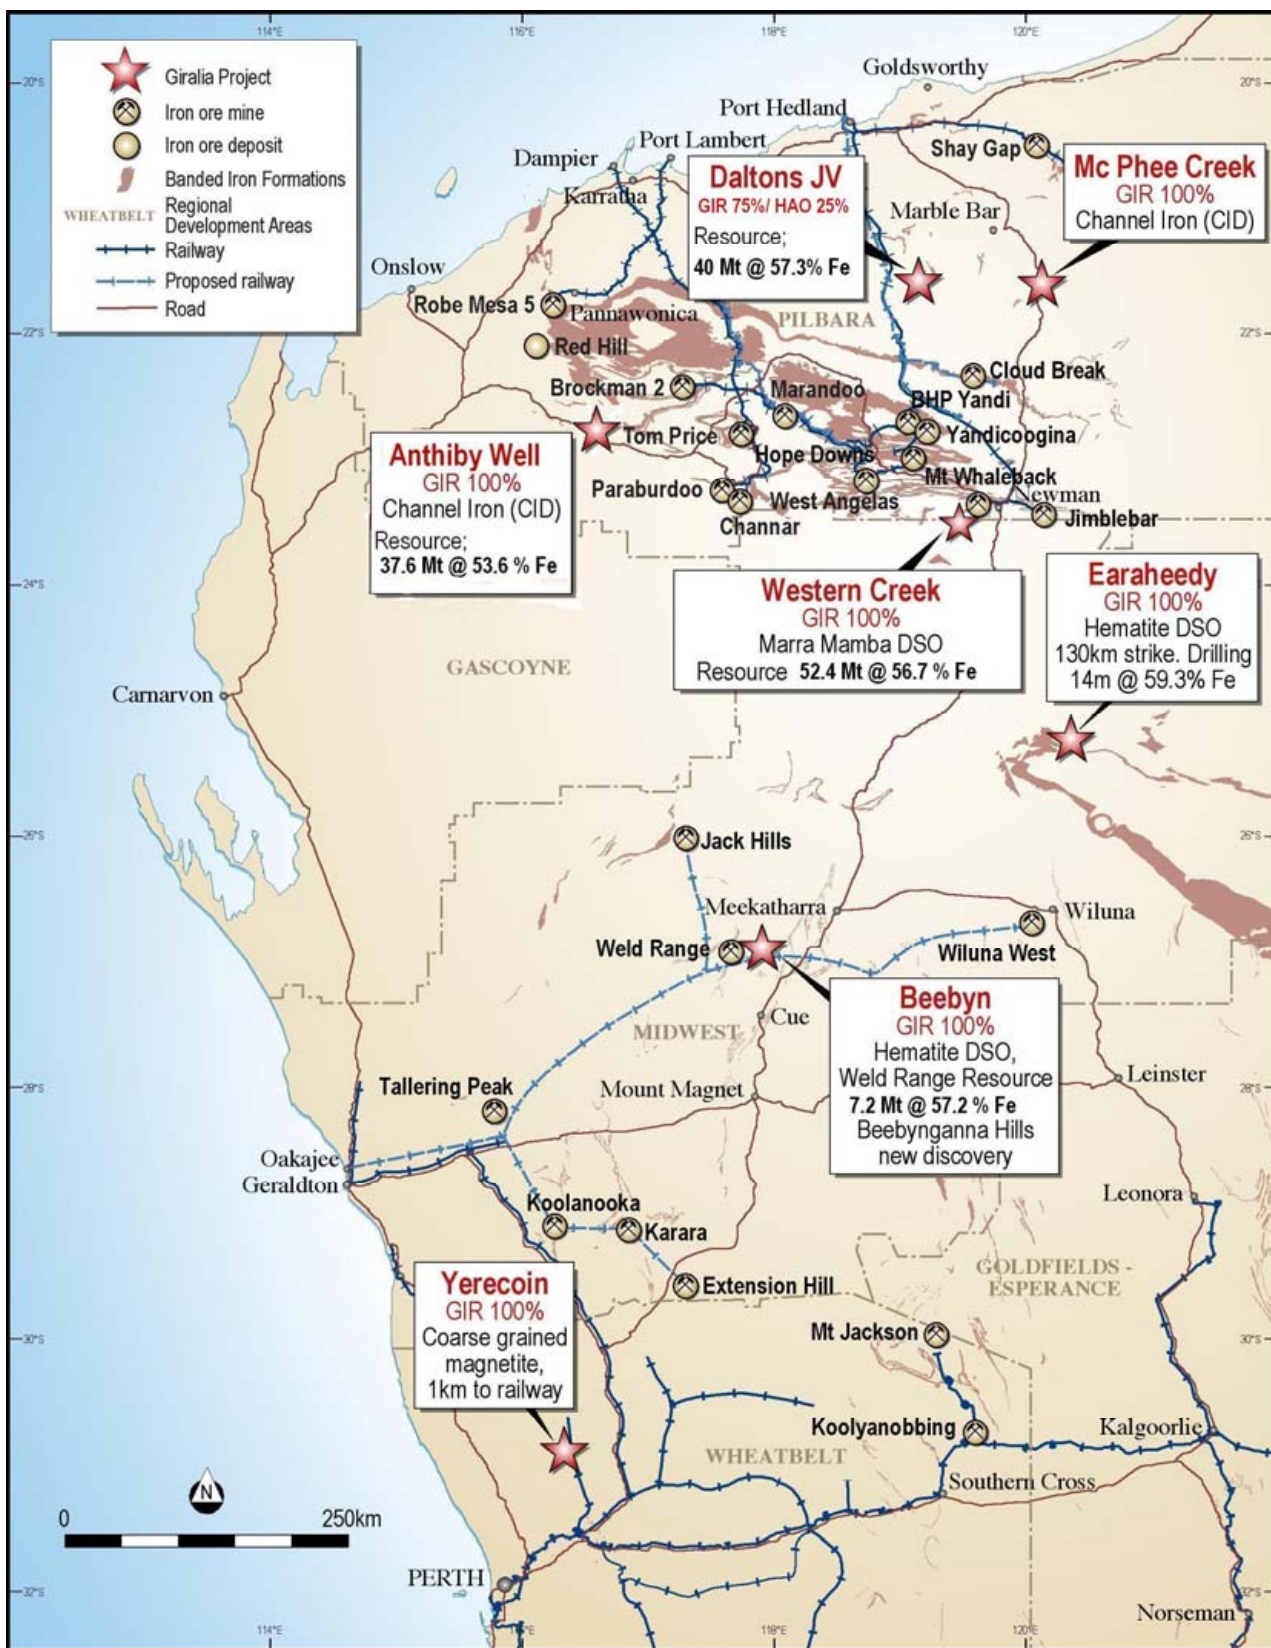 114°E
116°E
118°E
120°E
20°S
20°S
Giralia Project
Iron ore mine
Iron ore deposit
Banded Iron Formations
WHEATBELT
Regional
Development Areas
Railway
Proposed railway
Road
Goldsworthy
Port Hedland
Port Lambert
Dampier
Karratha
Shay Gap
Daltons JV
GIR 75%/ HAO 25%
Resource;
40 Mt @ 57.3% Fe
Mc Phee Creek
GIR 100%
Channel Iron (CID)
Marble Bar
Onslow
Robe Mesa 5
Pannawonica
PILBARA
22°S
22°S
Red Hill
Brockman 2
Marandoo
Cloud Break
BHP Yandi
Tom Price
Hope Downs
Yandicoogina
Mt Whaleback
Paraburdoo
Channar
West Angelas
Newman
Jimblebar
Anthiby Well
GIR 100%
Channel Iron (CID)
Resource;
37.6 Mt @ 53.6 % Fe
24°S
24°S
Western Creek
GIR 100%
Marra Mamba DSO
Resource 52.4 Mt @ 56.7 % Fe
Earaheedy
GIR 100%
Hematite DSO
130km strike. Drilling
14m @ 59.3% Fe
GASCOYNE
Carnarvon
26°S
26°S
Jack Hills
Meekatharra
Wiluna
Weld Range
Wiluna West
MIDWEST
Cue
Beebyn
GIR 100%
Hematite DSO,
Weld Range Resource
7.2 Mt @ 57.2 % Fe
Beebynganna Hills
new discovery
28°S
28°S
Tallering Peak
Mount Magnet
Leinster
Oakajee
Geraldton
Leonora
Koolanooka
Karara
Extension Hill
GOLDFIELDS -
ESPERANCE
Yerecoin
GIR 100%
Coarse grained
magnetite,
1km to railway
30°S
30°S
Mt Jackson
Koolyanobbing
Kalgoorlie
WHEATBELT
Southern Cross
N
0
250km
PERTH
32°S
32°S
Norseman
114°E
118°E
120°E